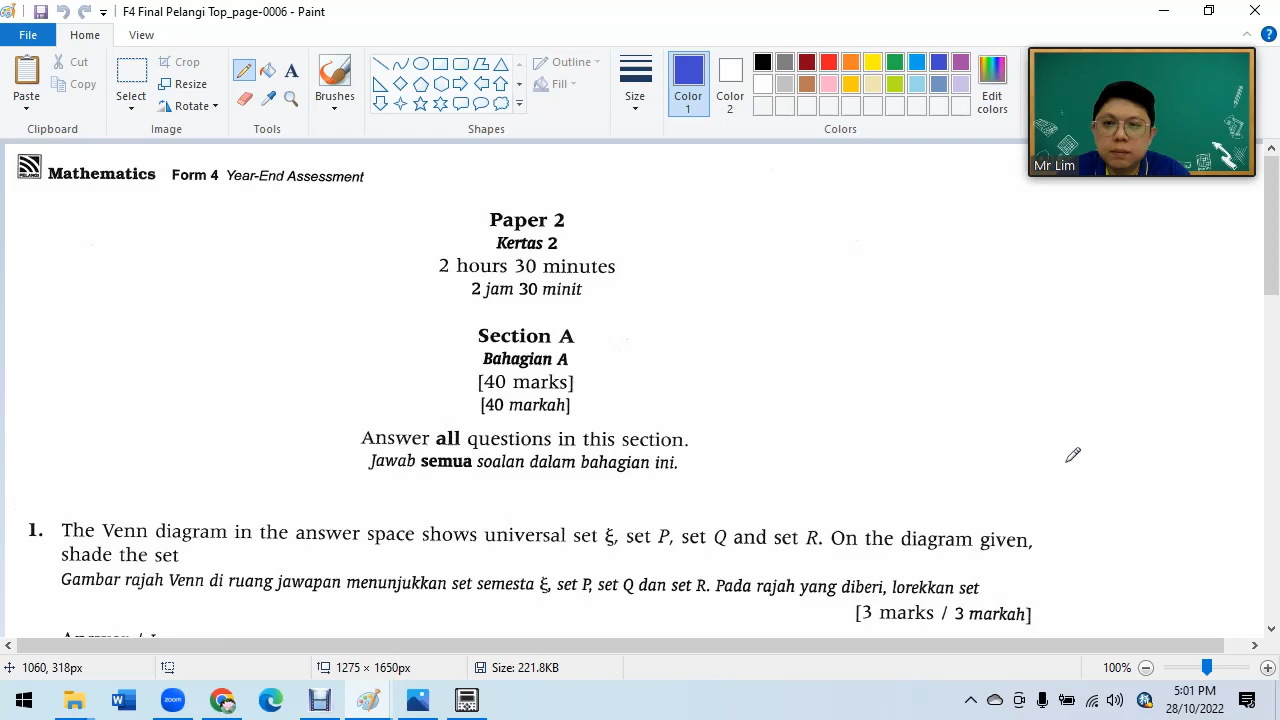 F4 Final Pelangi Top_page-0006 - Paint
File
Home
View
Paste
Cut
Copy
Clipboard
Select
Crop
Resize
Rotate
Image
A
Tools
Brushes
Outline
Fill
Shapes
Size
Color
1
Color
2
Edit
colors
Colors
Mr Lim
PELANGI
Mathematics Form 4 Year-End Assessment
Paper 2
Kertas 2
2 hours 30 minutes
2 jam 30 minit
Section A
Bahagian A
[40 marks]
[40 markah]
Answer all questions in this section.
Jawab semua soalan dalam bahagian ini.
1. The Venn diagram in the answer space shows universal set ξ, set P, set Q and set R. On the diagram given,
shade the set
Gambar rajah Venn di ruang jawapan menunjukkan set semesta ξ, set P, set Q dan set R. Pada rajah yang diberi, lorekkan set
[3 marks / 3 markah]
1060, 318px
1275 × 1650px
Size: 221.8KB
100%
zoom
5:01 PM
28/10/2022